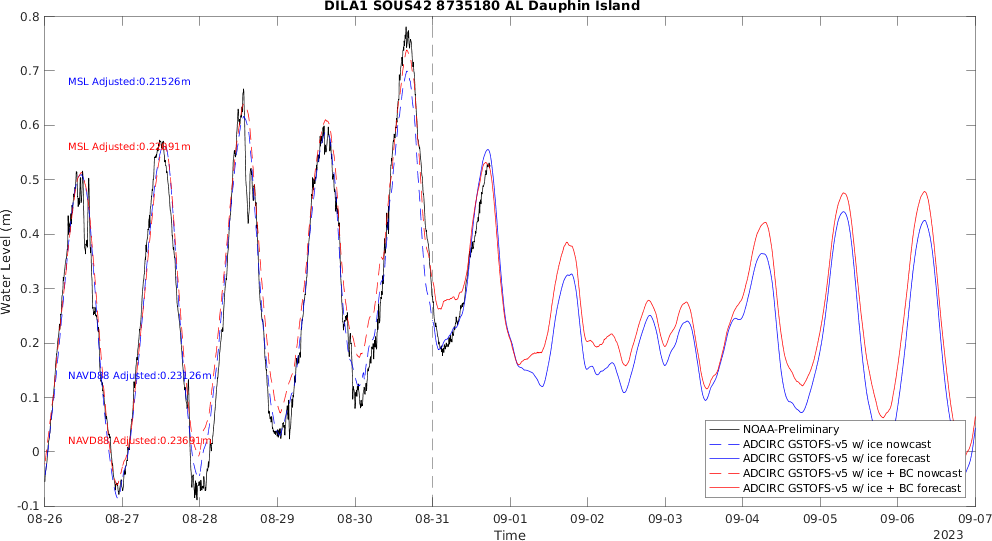 DILA1 SOUS42 8735180 AL Dauphin Island
0.8
0.7
0.6
0.5
0.4
0.3
0.2
0.1
0
-0.1
Water Level (m)
MSL Adjusted:0.21526m
MSL Adjusted:
NAVD88 Adjusted:0.23126m
NAVD88 Adjusted:0.23691m
NOAA-Preliminary
ADCIRC GSTOFS-v5 w/ ice nowcast
ADCIRC GSTOFS-v5 w/ ice forecast
ADCIRC GSTOFS-v5 w/ ice + BC nowcast
ADCIRC GSTOFS-v5 w/ ice + BC forecast
08-26 08-27 08-28 08-29 08-30 08-31 09-01 09-02 09-03 09-04 09-05 09-06 09-07
Time
2023